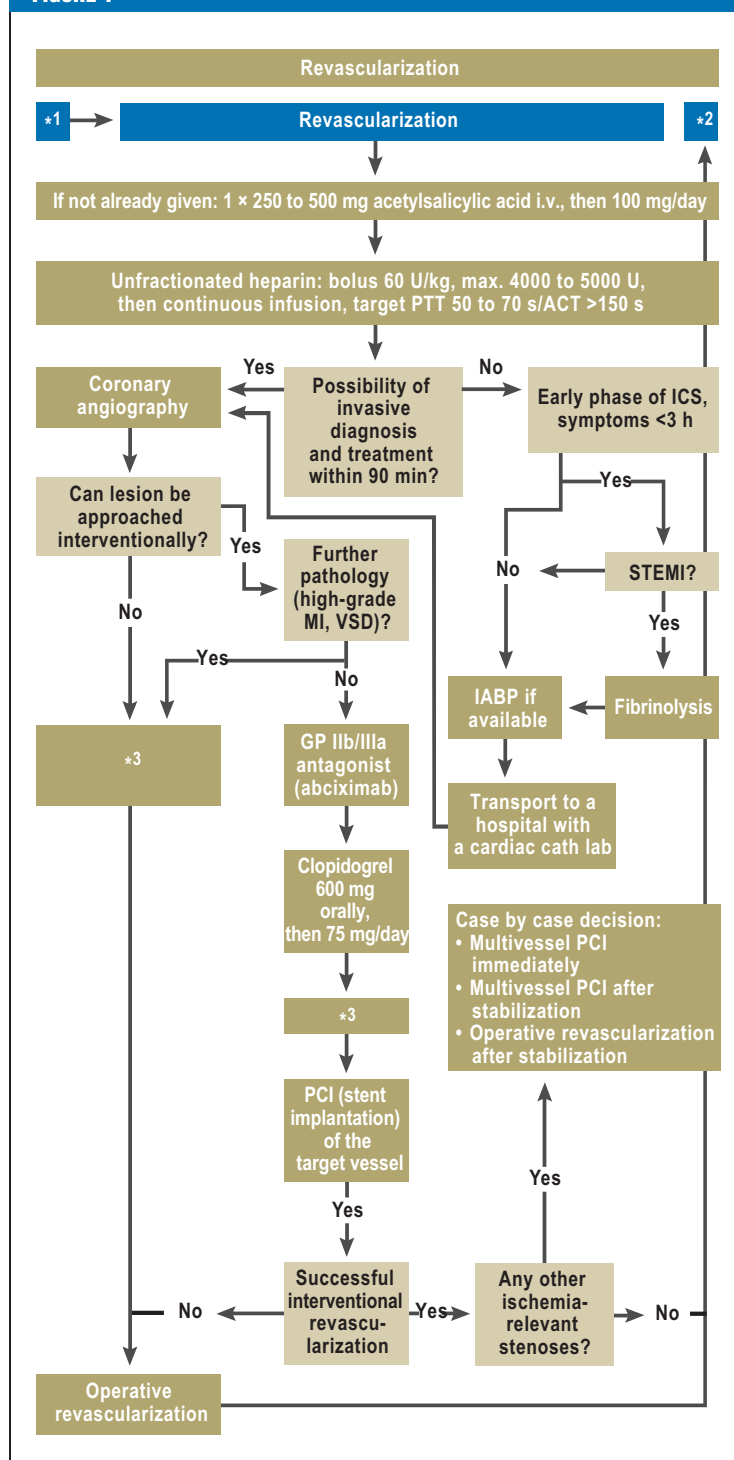 Revascularization
*1
Revascularization
*2
If not already given: 1 × 250 to 500 mg acetylsalicylic acid i.v., then 100 mg/day
Unfractionated heparin: bolus 60 U/kg, max. 4000 to 5000 U,
then continuous infusion, target PTT 50 to 70 s/ACT >150 s
Coronary
angiography
Yes
Possibility of
invasive
diagnosis
and treatment
within 90 min?
No
Early phase of ICS,
symptoms <3 h
Can lesion be
approached
interventionally?
Yes
No
Further
pathology
(high-grade
MI, VSD)?
Yes
No
Yes
No
STEMI?
Yes
*3
GP IIb/IIIa
antagonist
(abciximab)
IABP if
available
Fibrinolysis
Transport to a
hospital with
a cardiac cath lab
Clopidogrel
600 mg
orally,
then 75 mg/day
*3
Case by case decision:
• Multivessel PCI
immediately
• Multivessel PCI after
stabilization
• Operative revascularization
after stabilization
PCI (stent
implantation)
of the
target vessel
Yes
Yes
No
Successful
interventional
revascu-
larization
Yes
Any other
ischemia-
relevant
stenoses?
No
Operative
revascularization